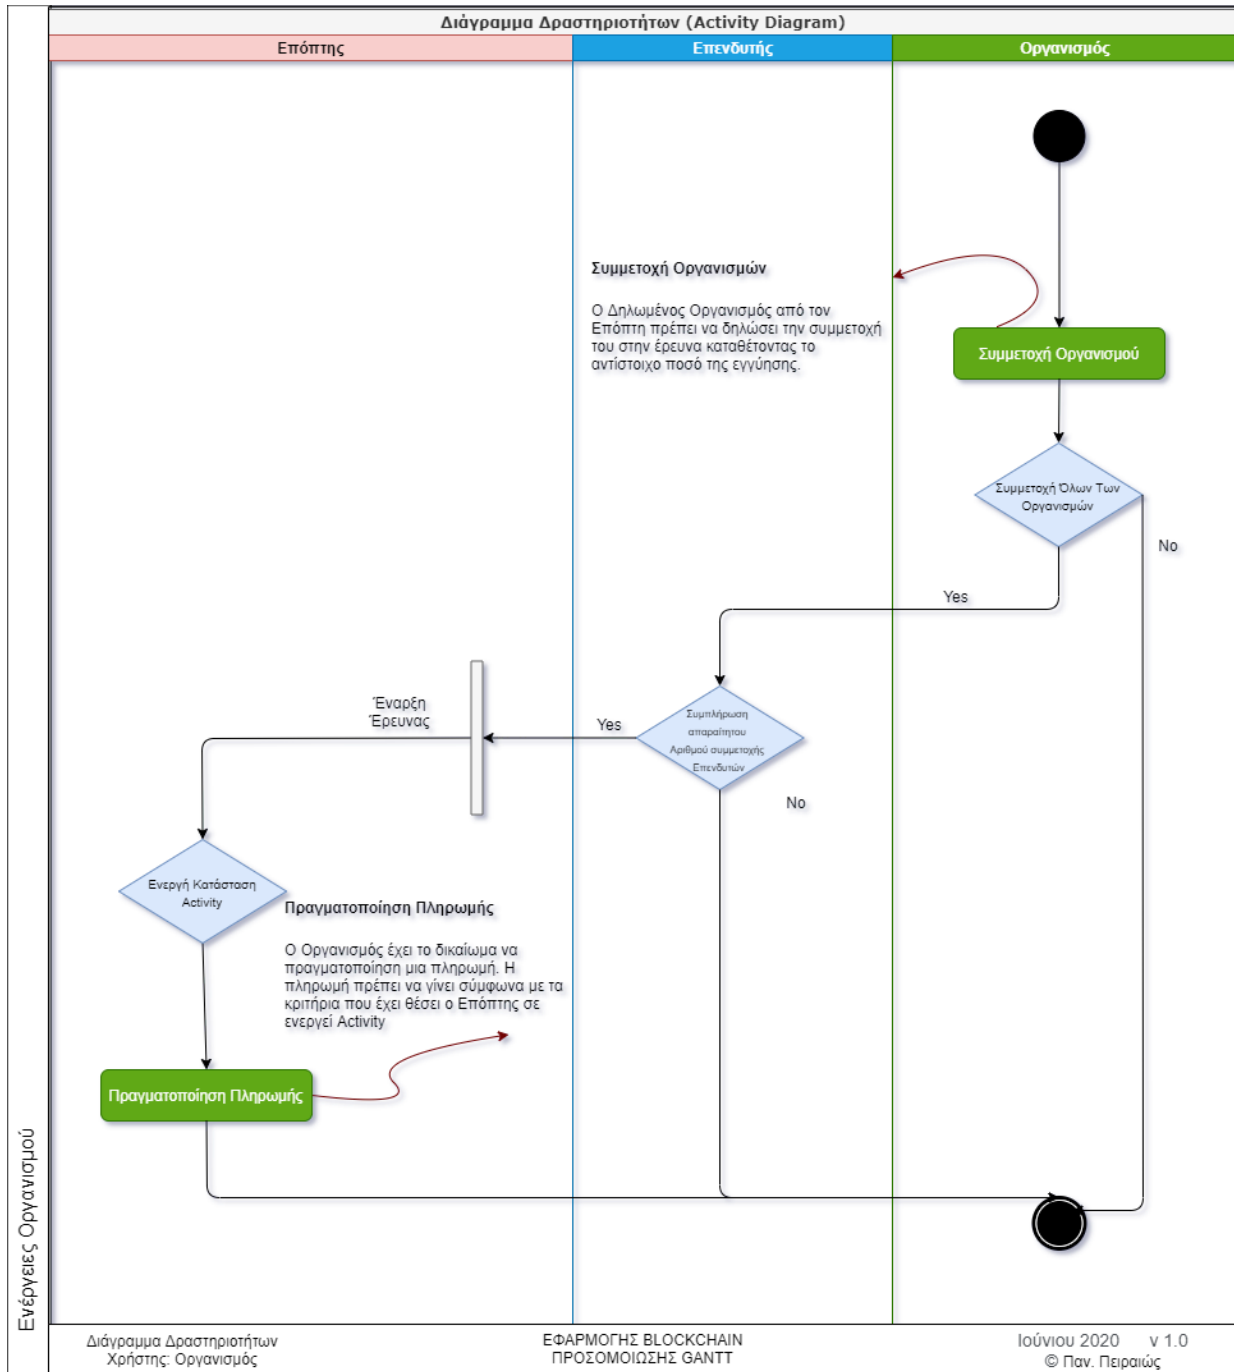 Διάγραμμα Δραστηριοτήτων (Activity Diagram)
Επόπτης
Επενδυτής
Οργανισμός
Συμμετοχή Οργανισμών
Ο Δηλωμένος Οργανισμός από τον
Επόπτη πρέπει να δηλώσει την συμμετοχή
του στην έρευνα καταθέτοντας το
αντίστοιχο ποσό της εγγύησης.
Συμμετοχή Οργανισμού
Συμμετοχή Όλων Των
Οργανισμών
No
Yes
Συμπλήρωση
απαραίτητου
Αριθμού συμμετοχής
Επενδυτών
Yes
No
Έναρξη
Έρευνας
Ενεργή Κατάσταση
Activity
Πραγματοποίηση Πληρωμής
Ο Οργανισμός έχει το δικαίωμα να
πραγματοποίηση μια πληρωμή. Η
πληρωμή πρέπει να γίνει σύμφωνα με τα
κριτήρια που έχει θέσει ο Επόπτης σε
ενεργεί Activity
Πραγματοποίηση Πληρωμής
Ενέργειες Οργανισμού
Διάγραμμα Δραστηριοτήτων
Χρήστης: Οργανισμός
ΕΦΑΡΜΟΓΗΣ BLOCKCHAIN
ΠΡΟΣΟΜΟΙΩΣΗΣ GANTT
Ιούνιου 2020 v 1.0
© Παν. Πειραιώς